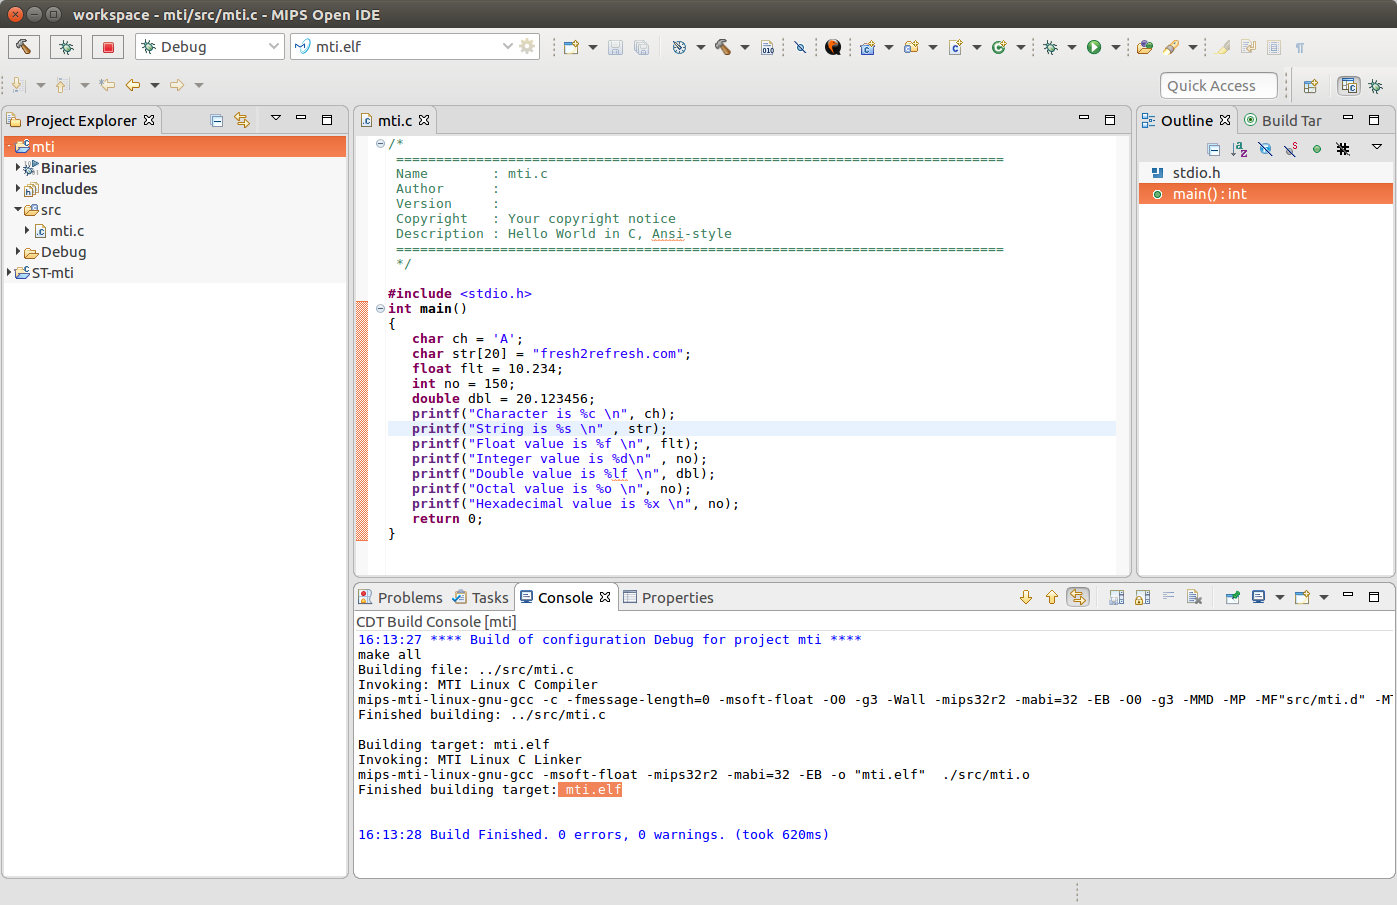 workspace - mti/src/mti.c - MIPS Open IDE
Debug
mti.elf
010
Quick Access
Project Explorer
mti
Binaries
Includes
src
mti.c
Debug
ST-mti
mti.c
/*
============================================================================
Name        : mti.c
Author      :
Version     :
Copyright   : Your copyright notice
Description : Hello World in C, Ansi-style
============================================================================
*/
#include <stdio.h>
int main()
{
   char ch = 'A';
   char str[20] = "fresh2refresh.com";
   float flt = 10.234;
   int no = 150;
   double dbl = 20.123456;
   printf("Character is %c \n", ch);
   printf("String is %s \n" , str);
   printf("Float value is %f \n", flt);
   printf("Integer value is %d\n" , no);
   printf("Double value is %lf \n", dbl);
   printf("Octal value is %o \n", no);
   printf("Hexadecimal value is %x \n", no);
   return 0;
}
Outline
Build Tar
stdio.h
main() : int
Problems
Tasks
Console
Properties
CDT Build Console [mti]
16:13:27 **** Build of configuration Debug for project mti ****
make all
Building file: ../src/mti.c
Invoking: MTI Linux C Compiler
mips-mti-linux-gnu-gcc -c -fmessage-length=0 -msoft-float -O0 -g3 -Wall -mips32r2 -mabi=32 -EB -O0 -g3 -MMD -MP -MF"src/mti.d" -MT
Finished building: ../src/mti.c
Building target: mti.elf
Invoking: MTI Linux C Linker
mips-mti-linux-gnu-gcc -msoft-float -mips32r2 -mabi=32 -EB -o "mti.elf"  ./src/mti.o
Finished building target: mti.elf
16:13:28 Build Finished. 0 errors, 0 warnings. (took 620ms)